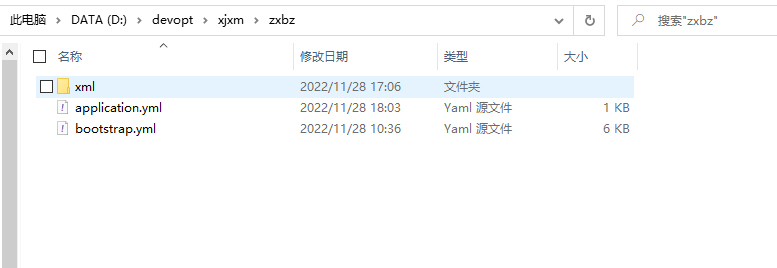 此电脑 > DATA (D:) > devopt > xjxm > zxbz
搜索"zxbz"
名称 修改日期 类型 大小
xml 2022/11/28 17:06 文件夹
application.yml 2022/11/28 18:03 Yaml 源文件 1 KB
bootstrap.yml 2022/11/28 10:36 Yaml 源文件 6 KB